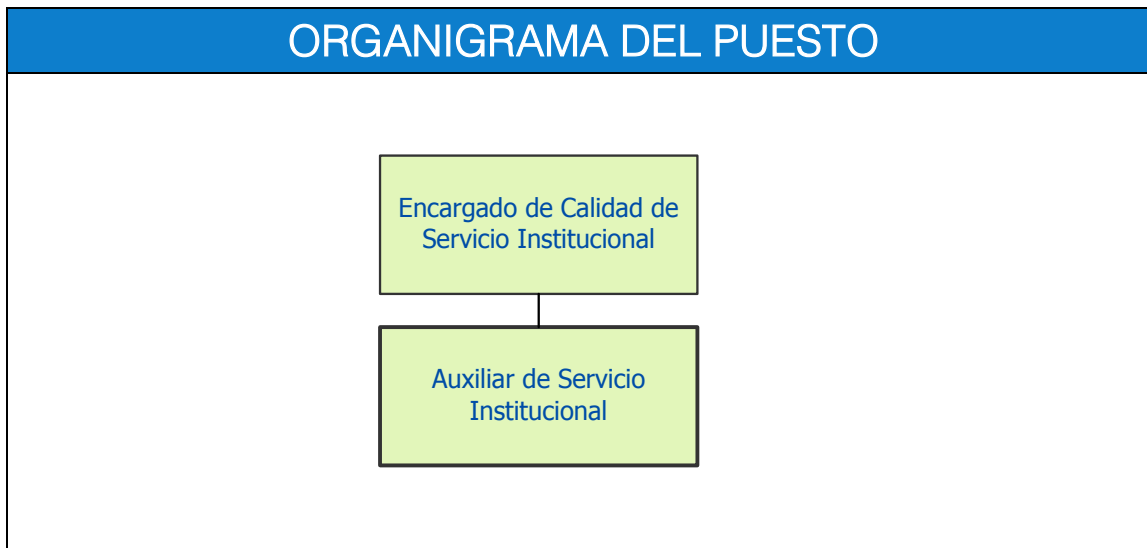 ORGANIGRAMA DEL PUESTO
Encargado de Calidad de
Servicio Institucional
Auxiliar de Servicio
Institucional